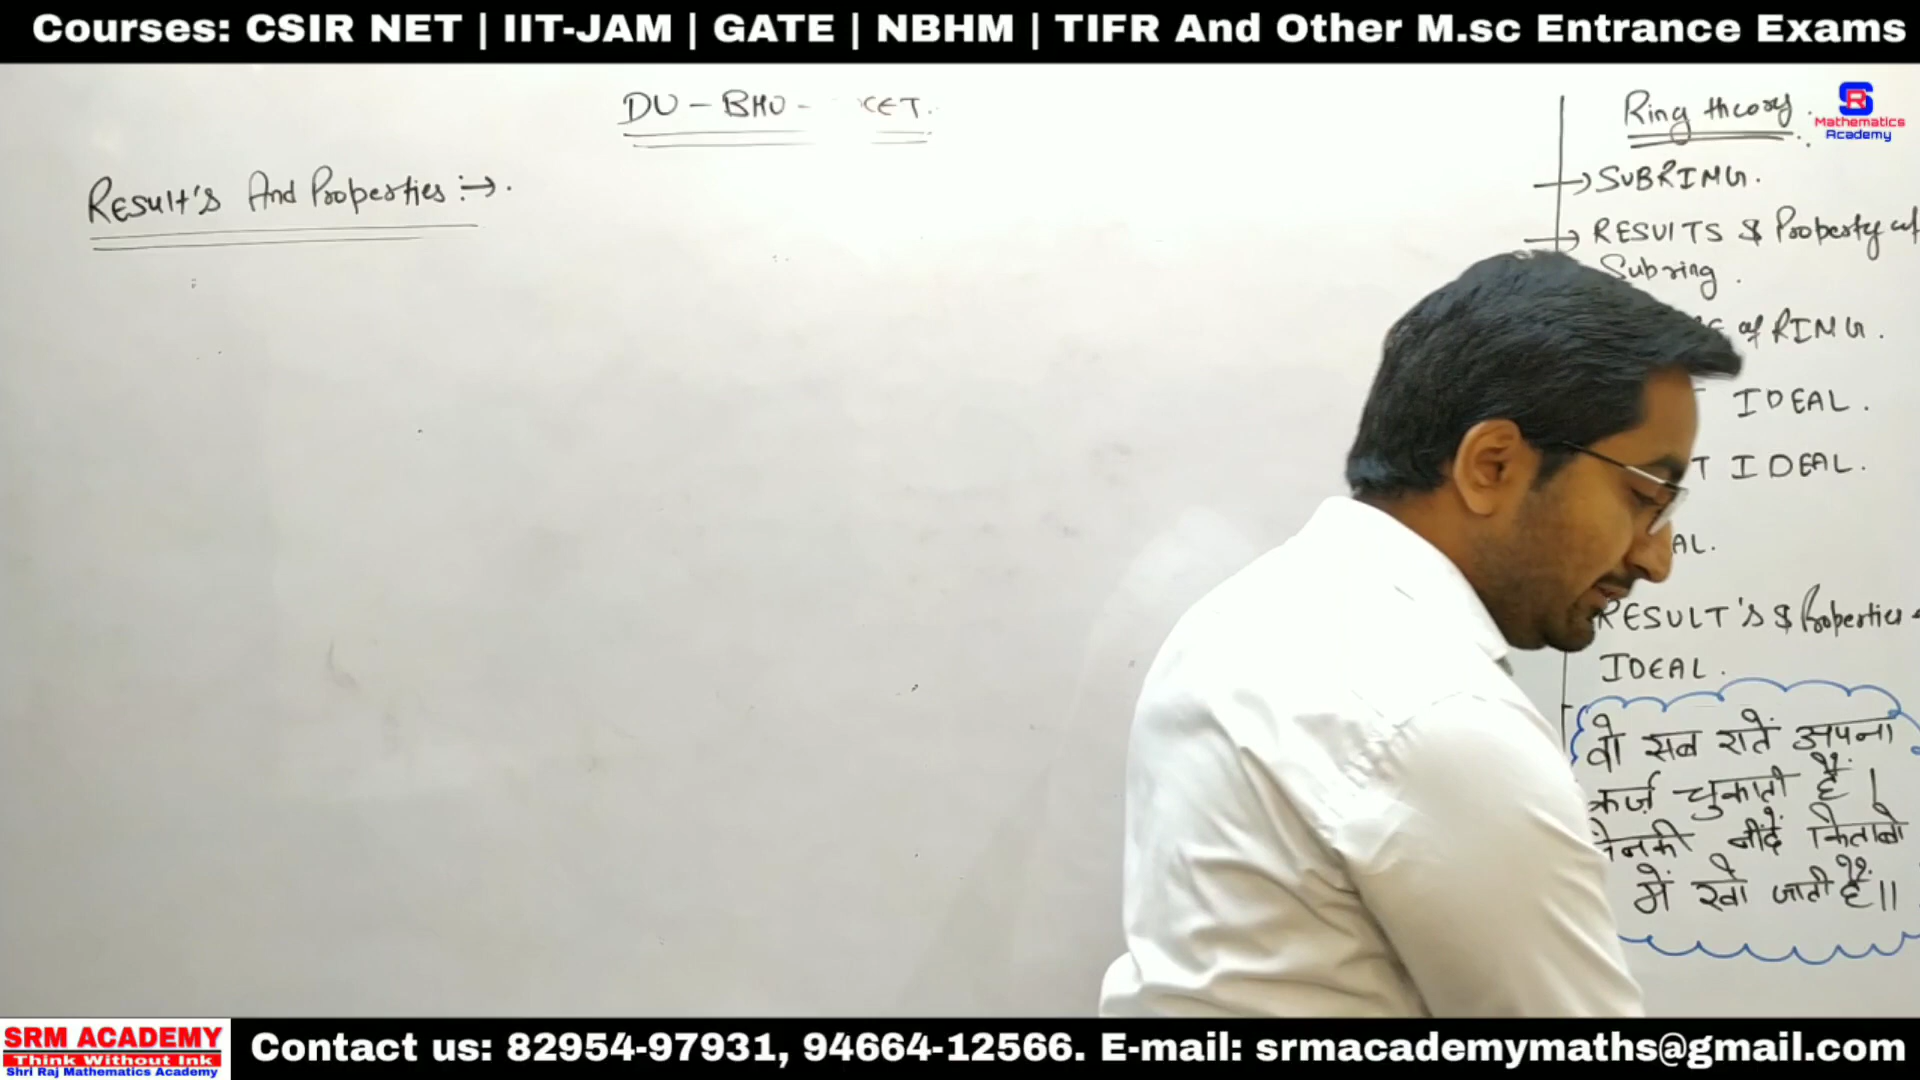 Courses: CSIR NET | IIT-JAM | GATE | NBHM | TIFR And Other M.sc Entrance Exams
DU - BHU - CET.
Result's And Properties :→.
Ring theory.
SR
Mathematics
Academy
→ SUBRING.
→ RESULTS & Property of
Subring.
of RING.
IDEAL.
T IDEAL.
AL.
RESULT'S & Properties
IDEAL.
वो सब रातें अपना
कर्ज़ चुकाती हैं |
नींदें किताबों
में खो जाती हैं ||
SRM ACADEMY
Think Without Ink
Shri Raj Mathematics Academy
Contact us: 82954-97931, 94664-12566. E-mail: srmacademymaths@gmail.com